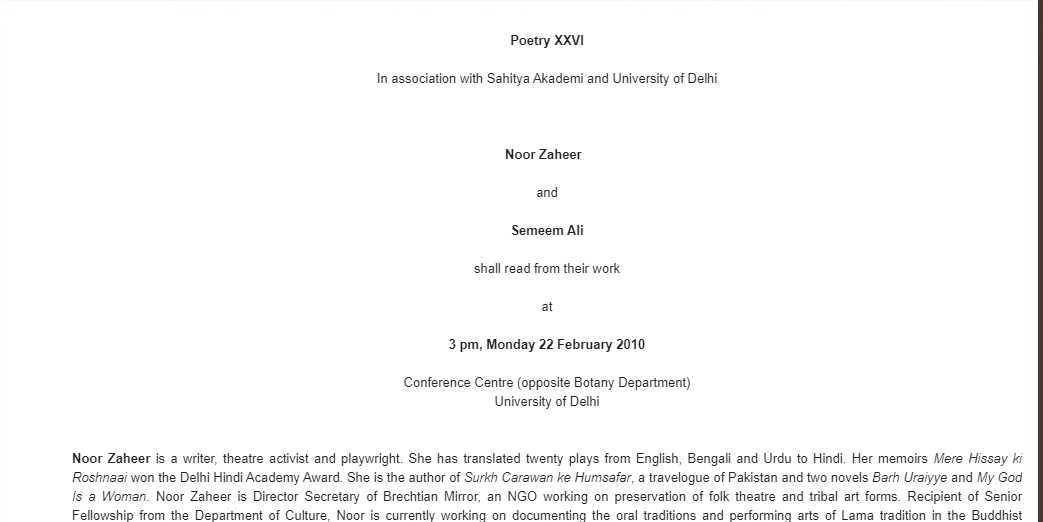 Poetry XXVI
In association with Sahitya Akademi and University of Delhi
Noor Zaheer
and
Semeem Ali
shall read from their work
at
3 pm, Monday 22 February 2010
Conference Centre (opposite Botany Department)
University of Delhi
Noor Zaheer is a writer, theatre activist and playwright. She has translated twenty plays from English, Bengali and Urdu to Hindi. Her memoirs Mere Hissay ki
Roshnaai won the Delhi Hindi Academy Award. She is the author of Surkh Carawan ke Humsafar, a travelogue of Pakistan and two novels Barh Uraiyye and My God
Is a Woman. Noor Zaheer is Director Secretary of Brechtian Mirror, an NGO working on preservation of folk theatre and tribal art forms. Recipient of Senior
Fellowship from the Department of Culture, Noor is currently working on documenting the oral traditions and performing arts of Lama tradition in the Buddhist